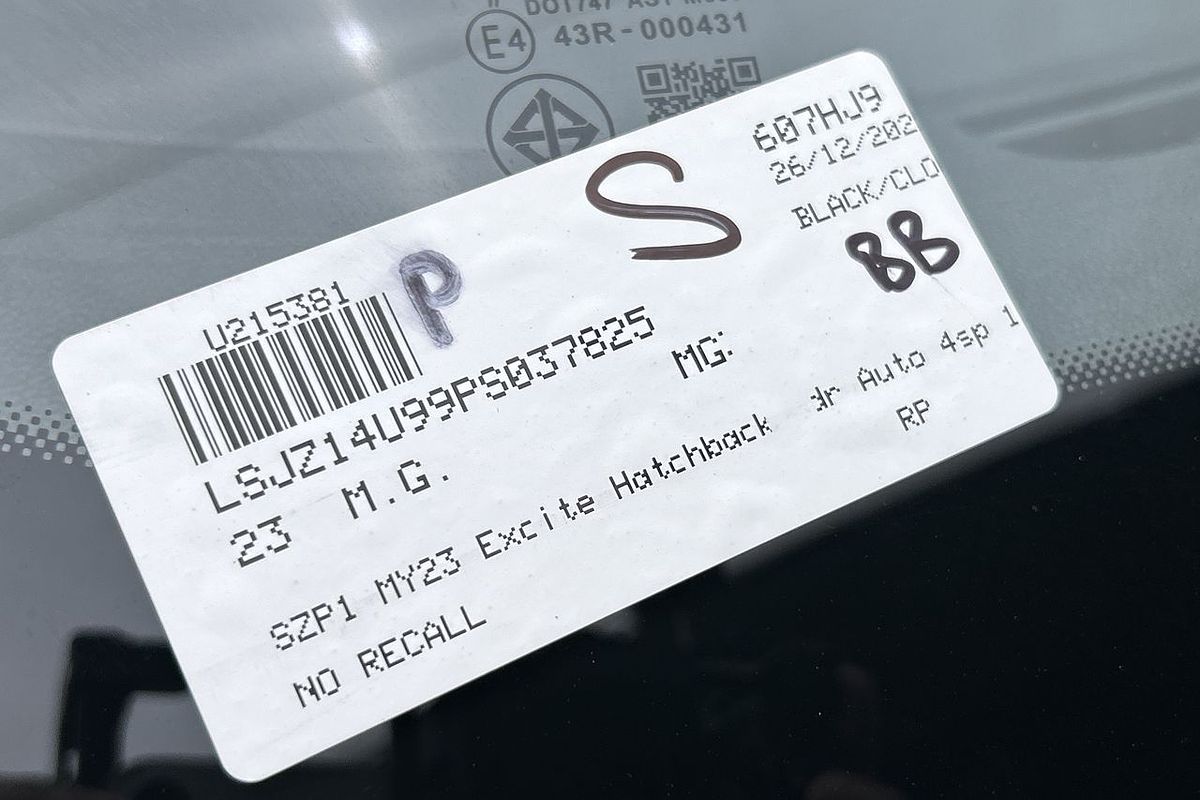 43R-000431
E4
607HJ9
26/12/202
BLACK/CLO
S
BB
P
U215381
LSJZ14U99PS037825
MG:
23 M.G.
SZP1 MY23 Excite Hatchback Auto 4sp 1
RP
NO RECALL